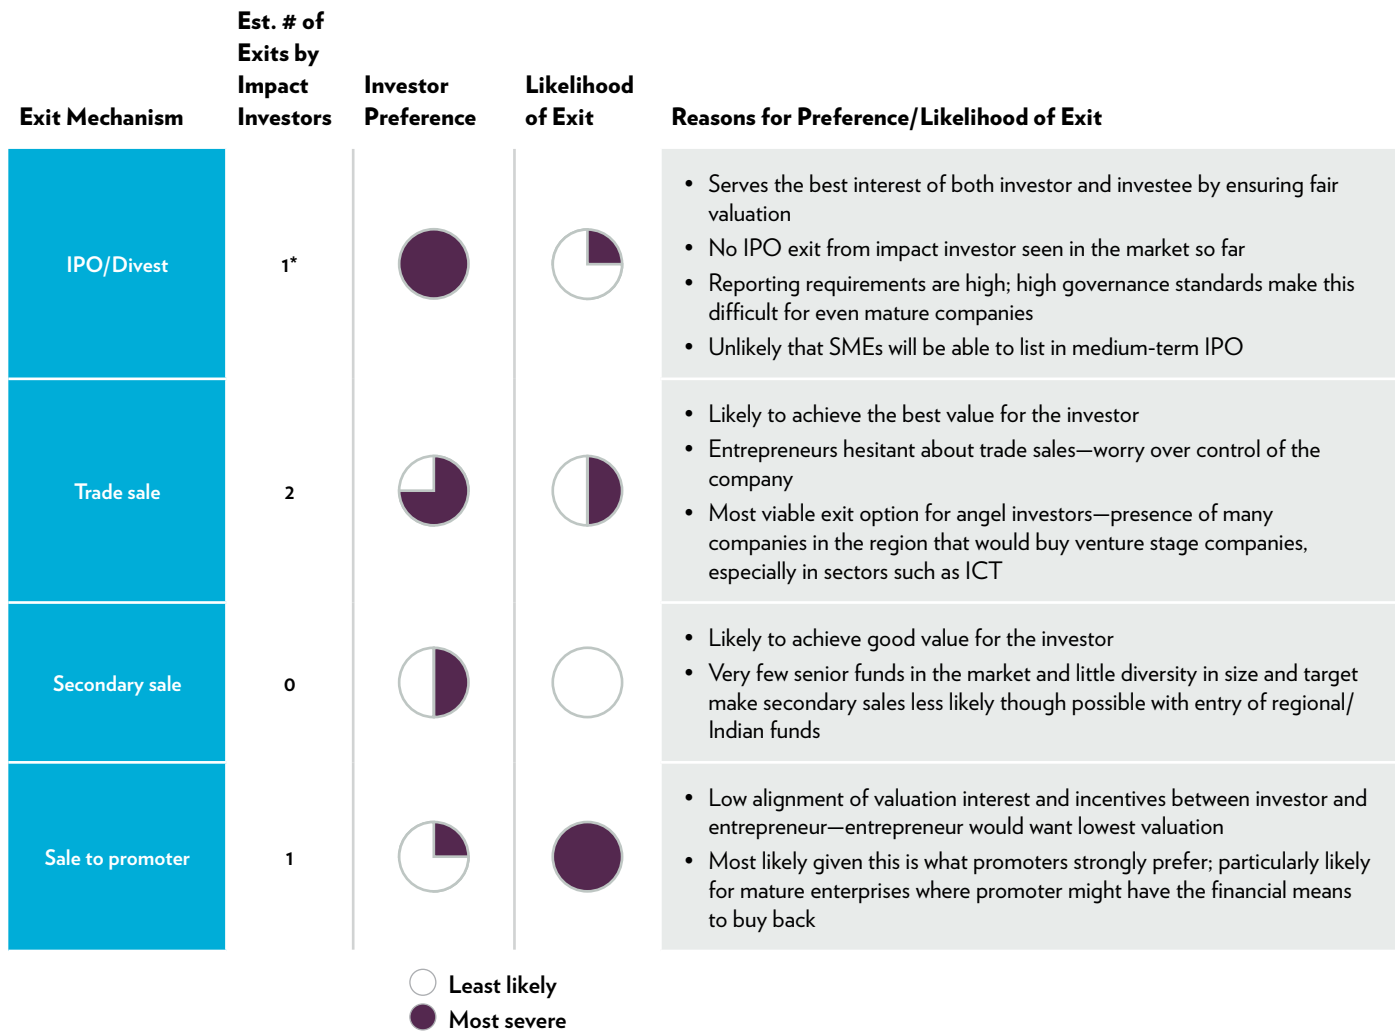 Exit Mechanism
Est. # of
Exits by
Impact
Investors
Investor
Preference
Likelihood
of Exit
Reasons for Preference/Likelihood of Exit
IPO/Divest
1*
• Serves the best interest of both investor and investee by ensuring fair
valuation
• No IPO exit from impact investor seen in the market so far
• Reporting requirements are high; high governance standards make this
difficult for even mature companies
• Unlikely that SMEs will be able to list in medium-term IPO
Trade sale
2
• Likely to achieve the best value for the investor
• Entrepreneurs hesitant about trade sales—worry over control of the
company
• Most viable exit option for angel investors—presence of many
companies in the region that would buy venture stage companies,
especially in sectors such as ICT
Secondary sale
0
• Likely to achieve good value for the investor
• Very few senior funds in the market and little diversity in size and target
make secondary sales less likely though possible with entry of regional/
Indian funds
Sale to promoter
1
• Low alignment of valuation interest and incentives between investor and
entrepreneur—entrepreneur would want lowest valuation
• Most likely given this is what promoters strongly prefer; particularly likely
for mature enterprises where promoter might have the financial means
to buy back
Least likely
Most severe